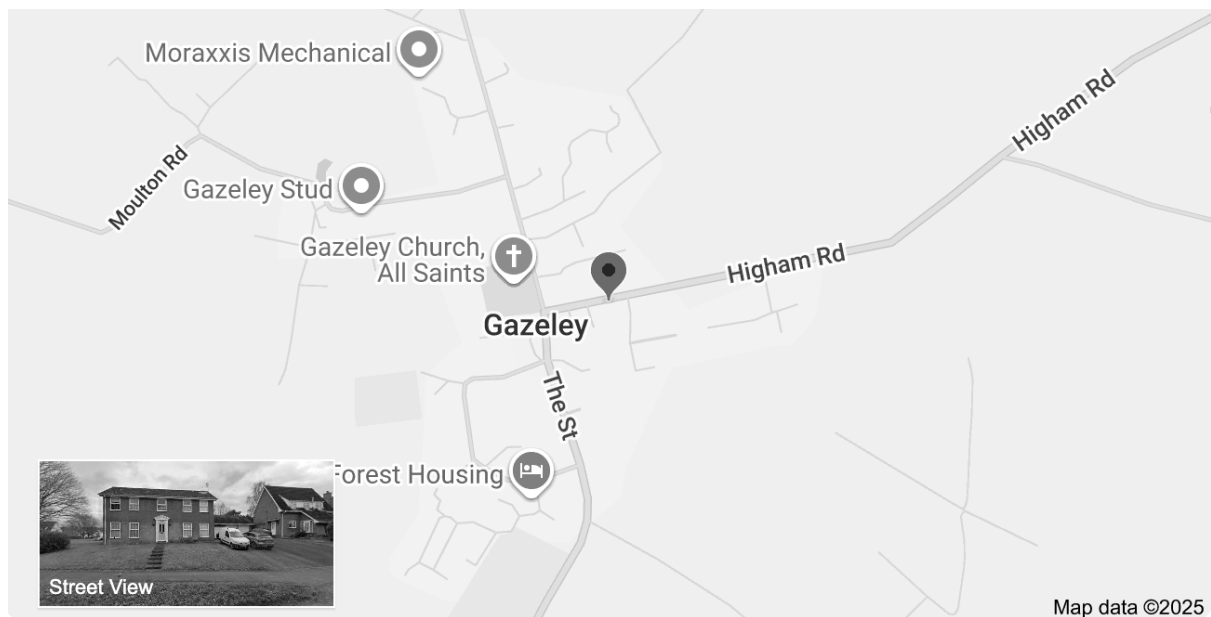 Moraxxis Mechanical
Higham Rd
Moulton Rd
Gazeley Stud
Gazeley Church,
All Saints
Higham Rd
Gazeley
The St
Forest Housing
Street View
Map data ©2025